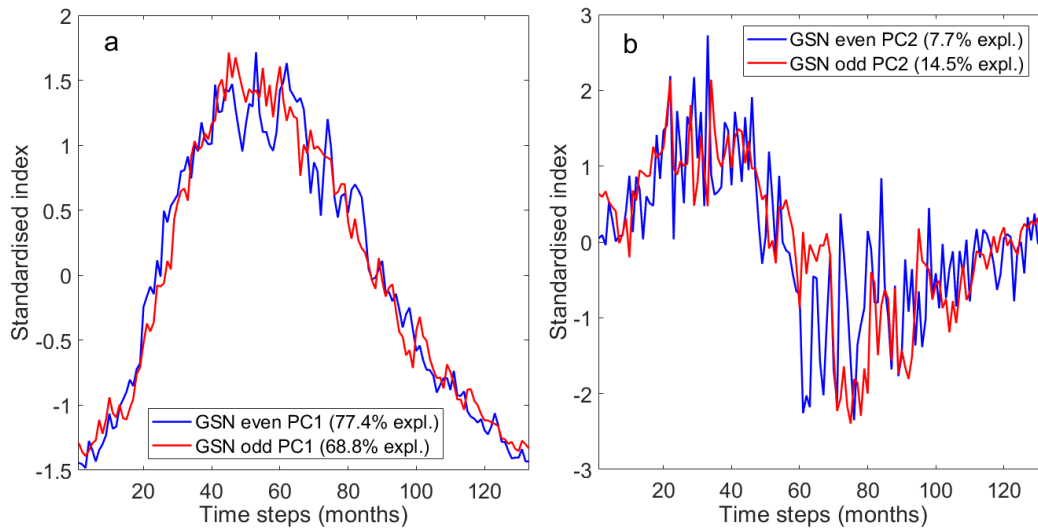 a
2
1.5
1
0.5
0
-0.5
-1
-1.5
Standardised index
GSN even PC1 (77.4% expl.)
GSN odd PC1 (68.8% expl.)
20 40 60 80 100 120
Time steps (months)
b
3
2
1
0
-1
-2
-3
Standardised index
GSN even PC2 (7.7% expl.)
GSN odd PC2 (14.5% expl.)
20 40 60 80 100 120
Time steps (months)